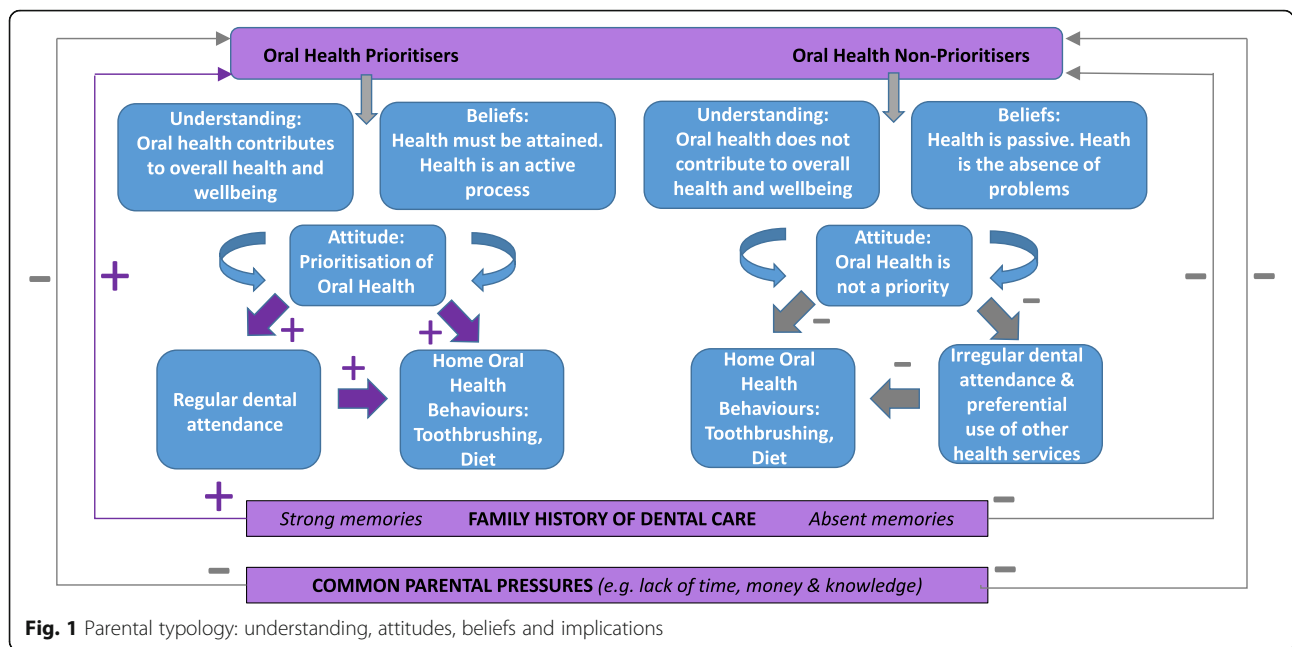 Oral Health Prioritisers
Oral Health Non-Prioritisers
Understanding:
Oral health contributes
to overall health and
wellbeing
Beliefs:
Health must be attained.
Health is an active
process
Understanding:
Oral health does not
contribute to overall
health and wellbeing
Beliefs:
Health is passive. Heath
is the absence of
problems
Attitude:
Prioritisation of
Oral Health
Attitude:
Oral Health is
not a priority
− + − −
+ + − −
+ −
Regular dental
attendance
Home Oral
Health
Behaviours:
Toothbrushing,
Diet
Home Oral
Health
Behaviours:
Toothbrushing,
Diet
Irregular dental
attendance &
preferential
use of other
health services
+ −
Strong memories FAMILY HISTORY OF DENTAL CARE Absent memories
− −
COMMON PARENTAL PRESSURES (e.g. lack of time, money & knowledge)
Fig. 1 Parental typology: understanding, attitudes, beliefs and implications